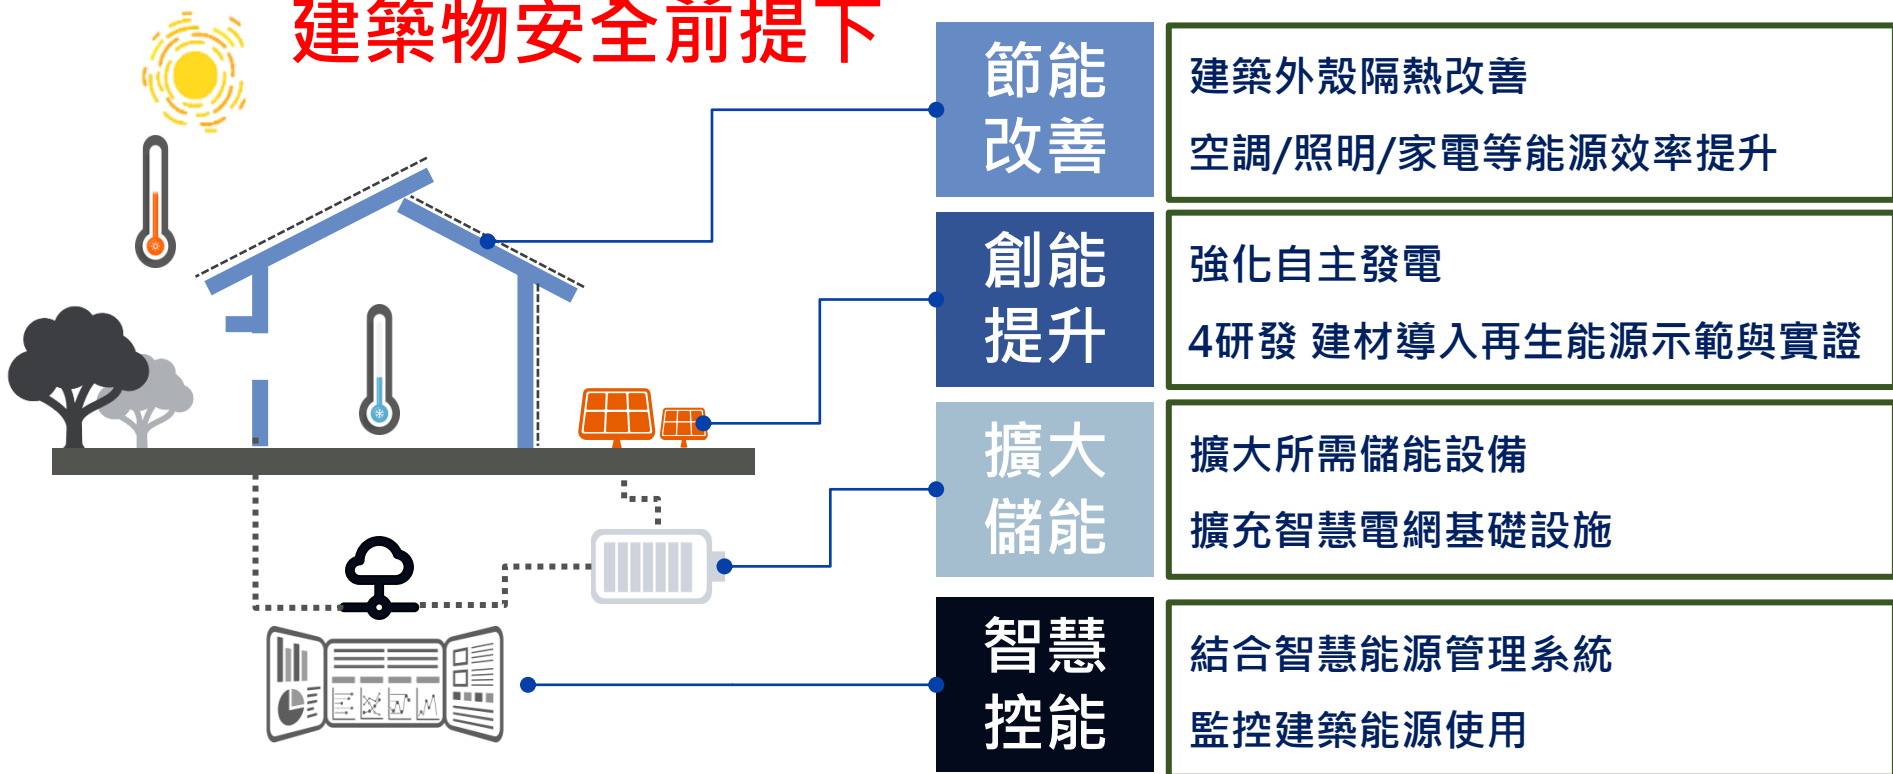 建築物安全前提下
節能
改善
建築外殼隔熱改善
空調/照明/家電等能源效率提升
創能
提升
強化自主發電
4研發 建材導入再生能源示範與實證
擴大
儲能
擴大所需儲能設備
擴充智慧電網基礎設施
智慧
控能
結合智慧能源管理系統
監控建築能源使用